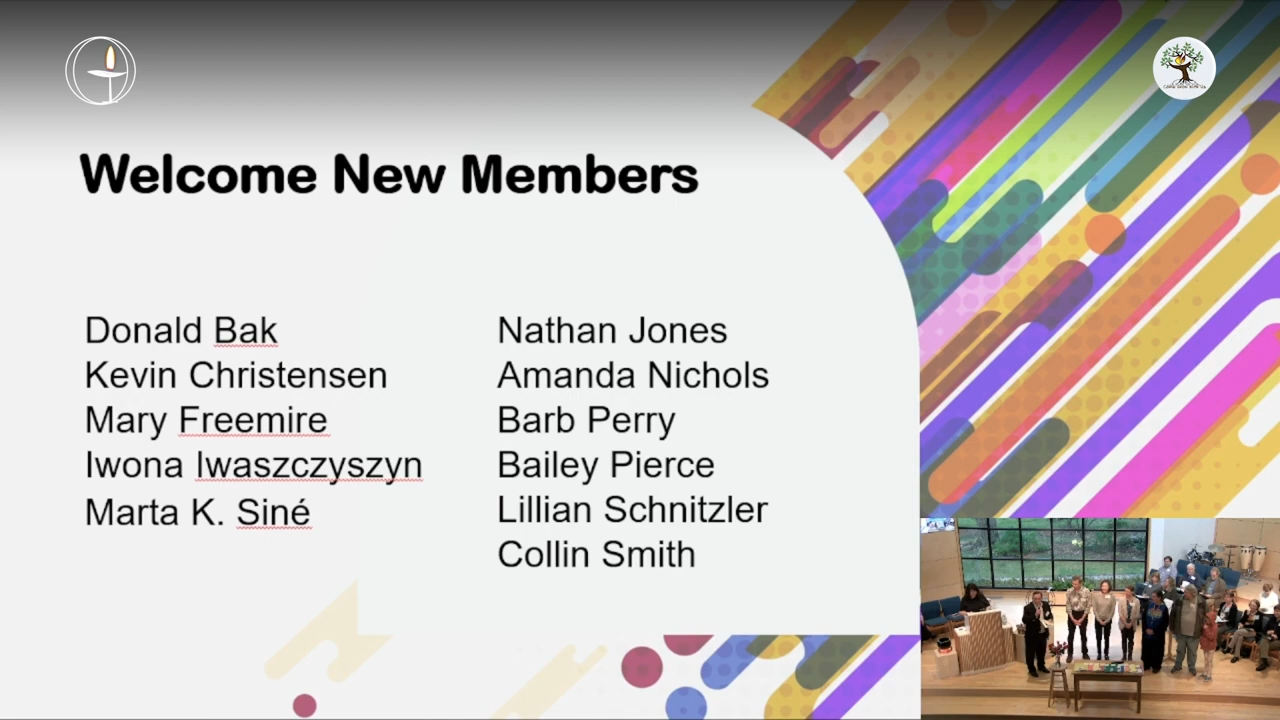 Welcome New Members
Donald Bak
Kevin Christensen
Mary Freemire
Iwona Iwaszczyszyn
Marta K. Siné
Nathan Jones
Amanda Nichols
Barb Perry
Bailey Pierce
Lillian Schnitzler
Collin Smith